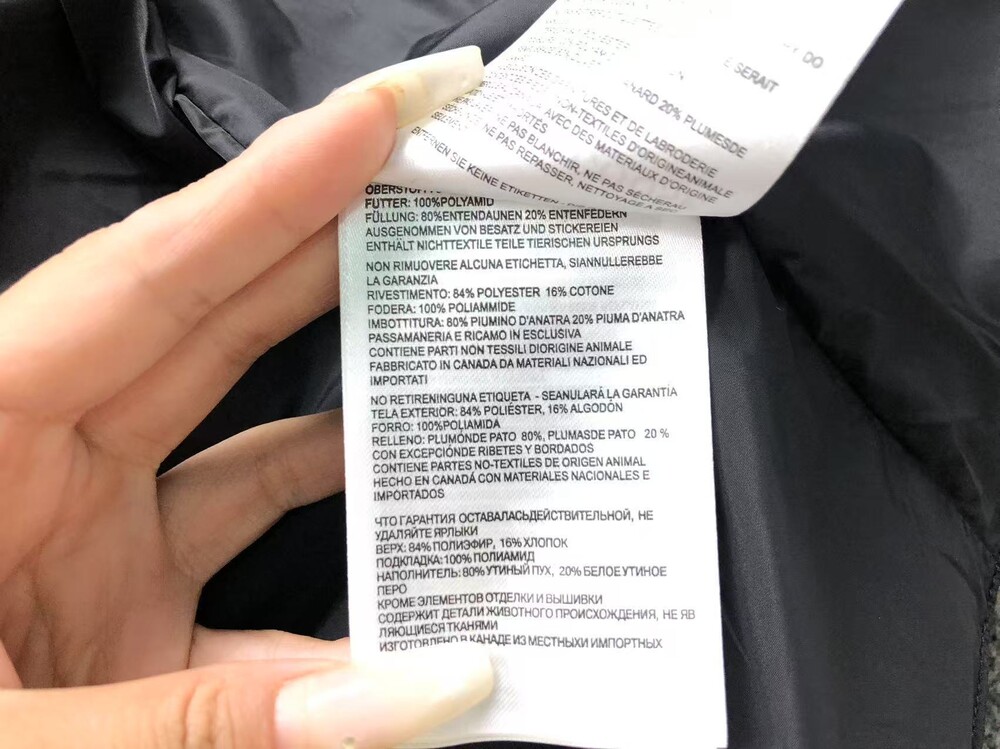 DO
SERAIT
20% PLUMESDE
URES ET DE LABRODERIE
NON-TEXTILES D'ORIGINEANIMALE
AVEC DES MATERIAUX D'ORIGINE
NE PAS BLANCHIR, NE PAS SECHERAU
NE PAS REPASSER, NETTOYAGE A SEC
SIE KEINE ETIKETTEN
FUTTER: 100%POLYAMID
FÜLLUNG: 80%ENTENDAUNEN 20% ENTENFEDERN
AUSGENOMMEN VON BESATZ UND STICKEREIEN
ENTHÄLT NICHTTEXTILE TEILE TIERISCHEN URSPRUNGS
NON RIMUOVERE ALCUNA ETICHETTA, SIANNULLEREBBE
LA GARANZIA
RIVESTIMENTO: 84% POLYESTER 16% COTONE
FODERA: 100% POLIAMMIDE
IMBOTTITURA: 80% PIUMINO D'ANATRA 20% PIUMA D'ANATRA
PASSAMANERIA E RICAMO IN ESCLUSIVA
CONTIENE PARTI NON TESSILI DIORIGINE ANIMALE
FABBRICATO IN CANADA DA MATERIALI NAZIONALI ED
IMPORTATI
NO RETIRENINGUNA ETIQUETA - SEANULARÁ LA GARANTIA
TELA EXTERIOR: 84% POLIÉSTER, 16% ALGODÓN
FORRO: 100%POLIAMIDA
RELLENO: PLUMÓNDE PATO 80%, PLUMASDE PATO 20 %
CON EXCEPCIÓNDE RIBETES Y BORDADOS
CONTIENE PARTES NO-TEXTILES DE ORIGEN ANIMAL
HECHO EN CANADÁ CON MATERIALES NACIONALES E
IMPORTADOS
ЧТО ГАРАНТИЯ ОСТАВАЛАСЬДЕЙСТВИТЕЛЬНОЙ, НЕ
УДАЛЯЙТЕ ЯРЛЫКИ
ВЕРХ: 84% ПОЛИЭФИР, 16% ХЛОПОК
ПОДКЛАДКА:100% ПОЛИАМИД
НАПОЛНИТЕЛЬ:80% УТИНЫЙ ПУХ, 20% БЕЛОЕ УТИНОЕ
ПЕРО
КРОМЕ ЭЛЕМЕНТОВ ОТДЕЛКИ И ВЫШИВКИ
СОДЕРЖИТ ДЕТАЛИ ЖИВОТНОГО ПРОИСХОЖДЕНИЯ, НЕ ЯВ
ЛЯЮЩИЕСЯ ТКАНЯМИ
ИЗГОТОВЛЕНО В КАНАДЕ ИЗ МЕСТНЫХИ ИМПОРТНЫХ